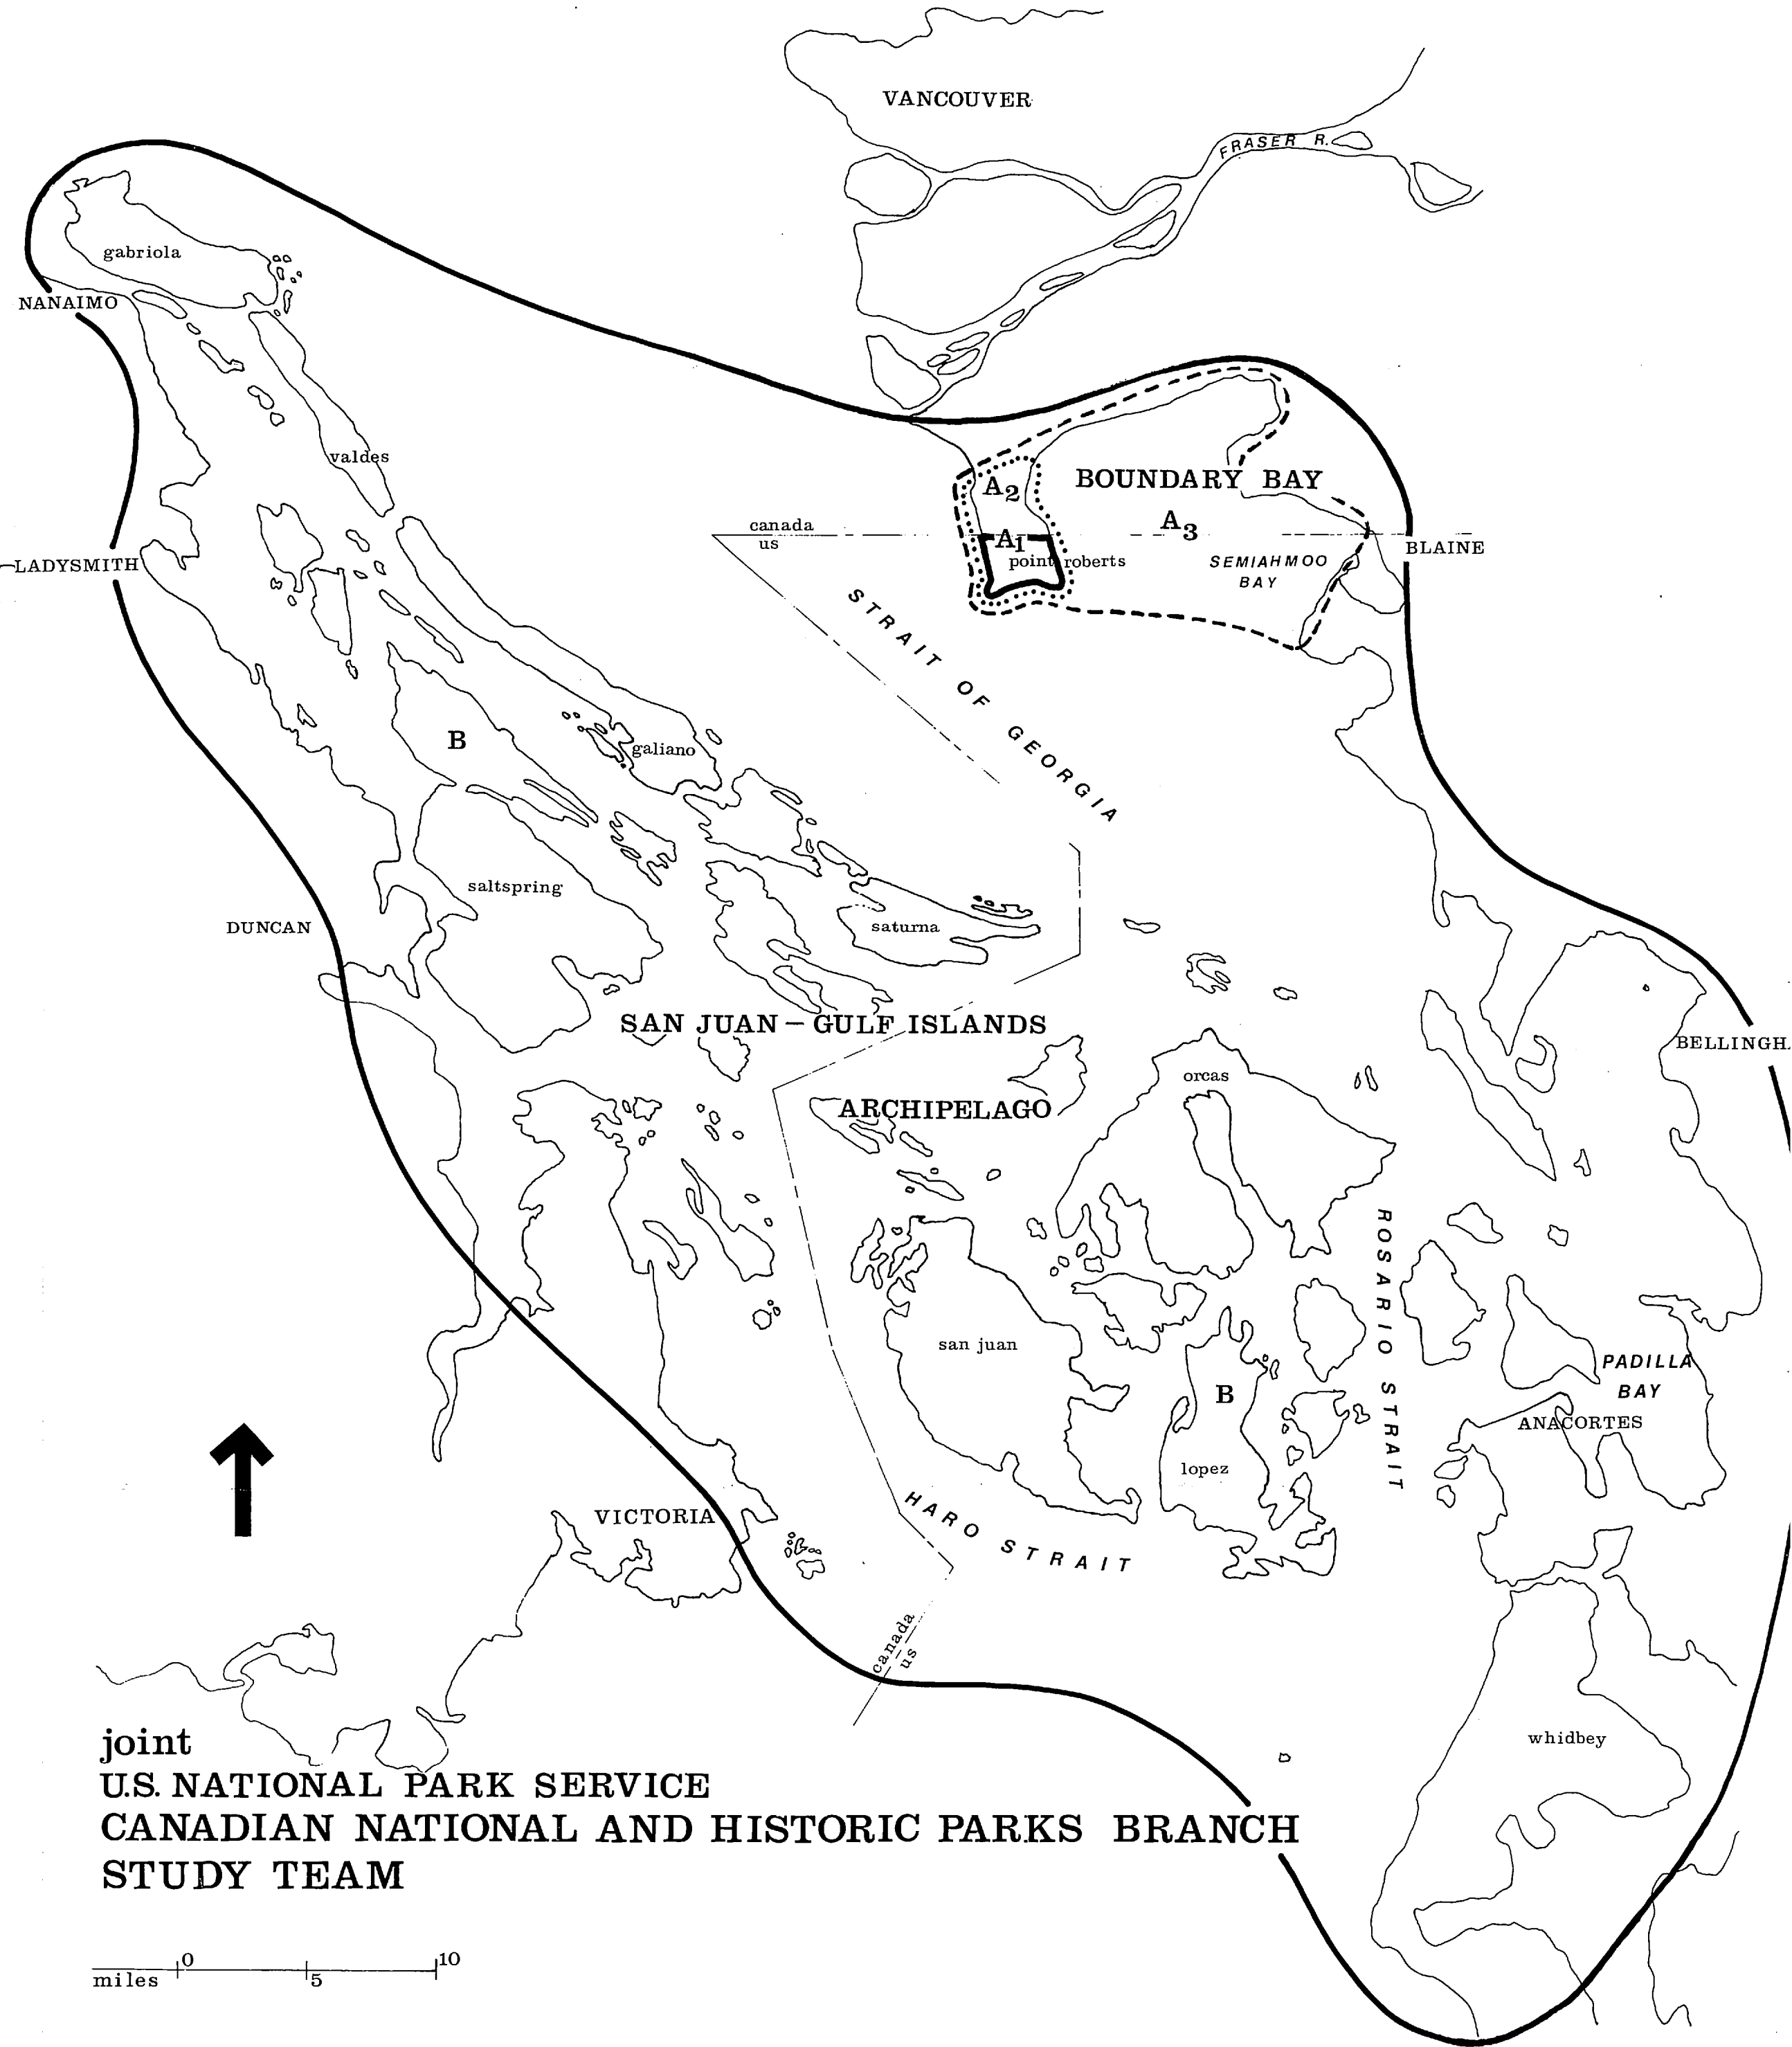 VANCOUVER
FRASER R.
gabriola
NANAIMO
valdes
BOUNDARY BAY
A2
A3
canada
us
A1
point roberts
SEMIAHMOO
BAY
BLAINE
LADYSMITH
STRAIT OF GEORGIA
B
galiano
saltspring
saturna
DUNCAN
SAN JUAN – GULF ISLANDS
ARCHIPELAGO
BELLINGH
orcas
ROSARIO STRAIT
san juan
PADILLA
BAY
B
ANACORTES
lopez
HARO STRAIT
VICTORIA
canada
us
whidbey
joint
U.S. NATIONAL PARK SERVICE
CANADIAN NATIONAL AND HISTORIC PARKS BRANCH
STUDY TEAM
0 5 10
miles